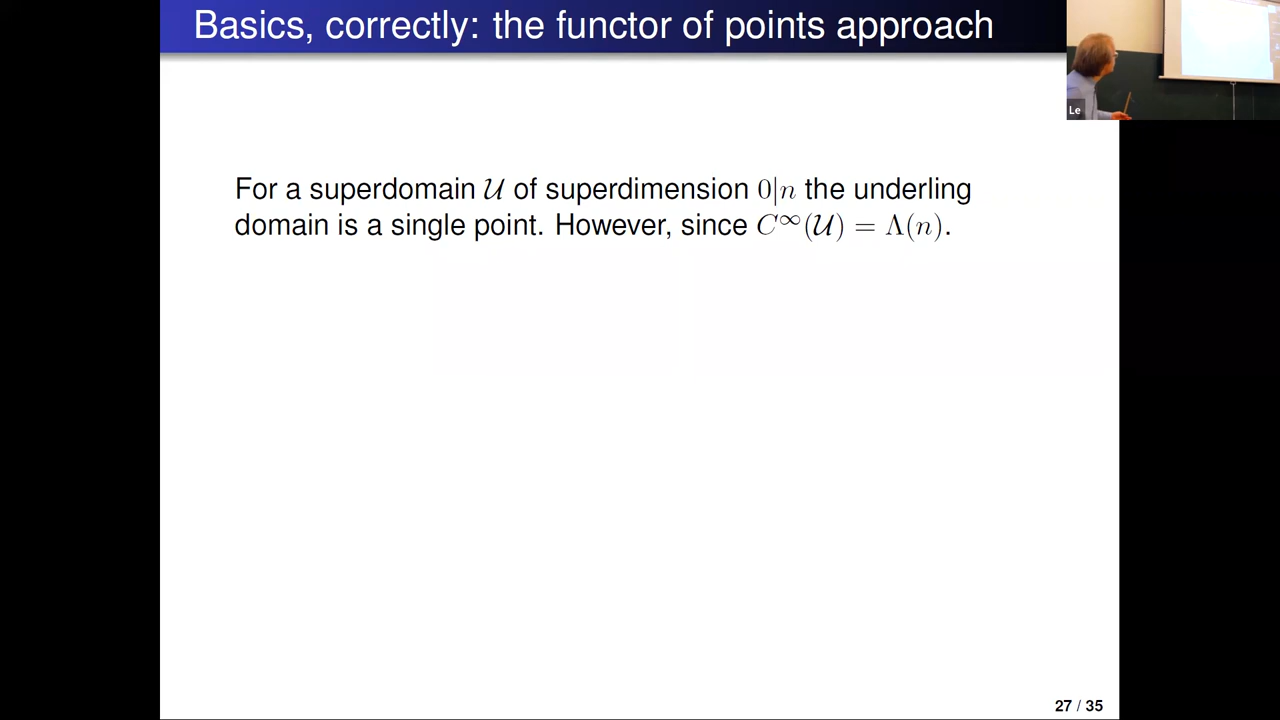 Basics, correctly: the functor of points approach
Le
For a superdomain 𝒰 of superdimension 0|n the underling
domain is a single point. However, since C^∞(𝒰) = Λ(n).
27 / 35